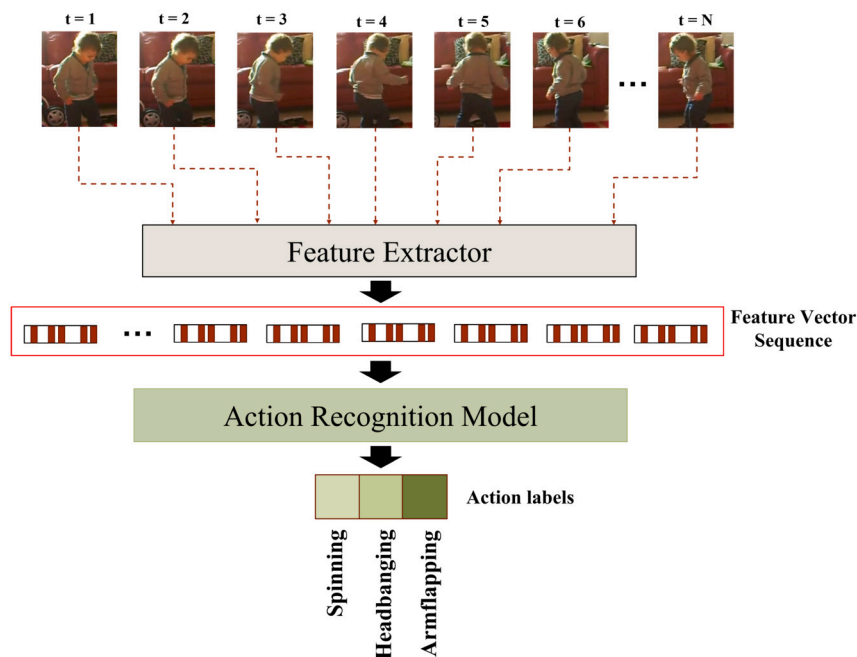 t = 1 t = 2 t = 3 t = 4 t = 5 t = 6 t = N
Feature Extractor
Feature Vector
Sequence
Action Recognition Model
Action labels
Spinning
Headbanging
Armflapping